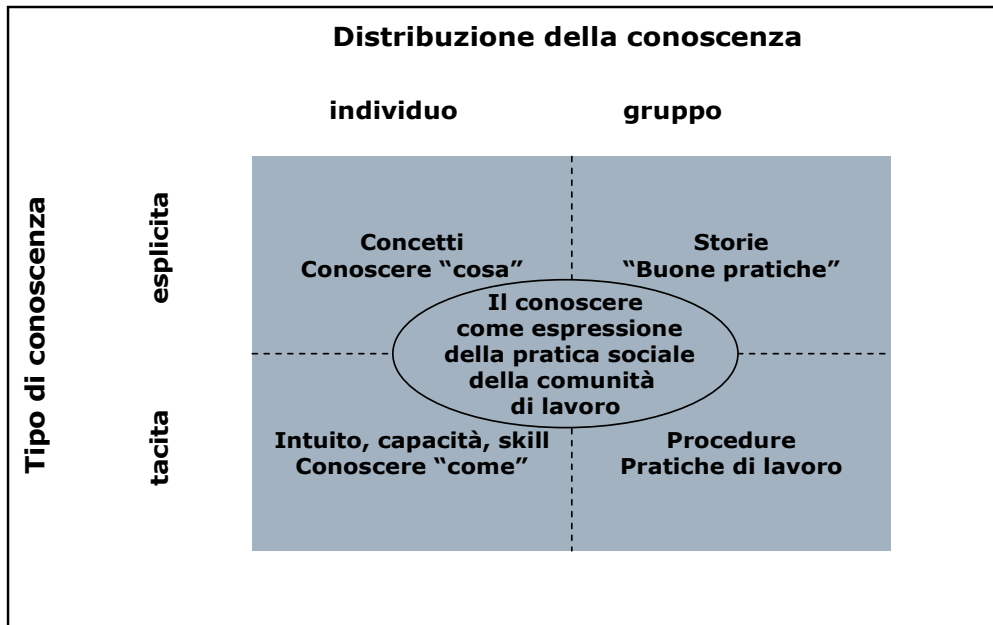 Distribuzione della conoscenza
individuo
gruppo
Tipo di conoscenza
esplicita
tacita
Concetti
Conoscere “cosa”
Storie
“Buone pratiche”
Il conoscere
come espressione
della pratica sociale
della comunità
di lavoro
Intuito, capacità, skill
Conoscere “come”
Procedure
Pratiche di lavoro